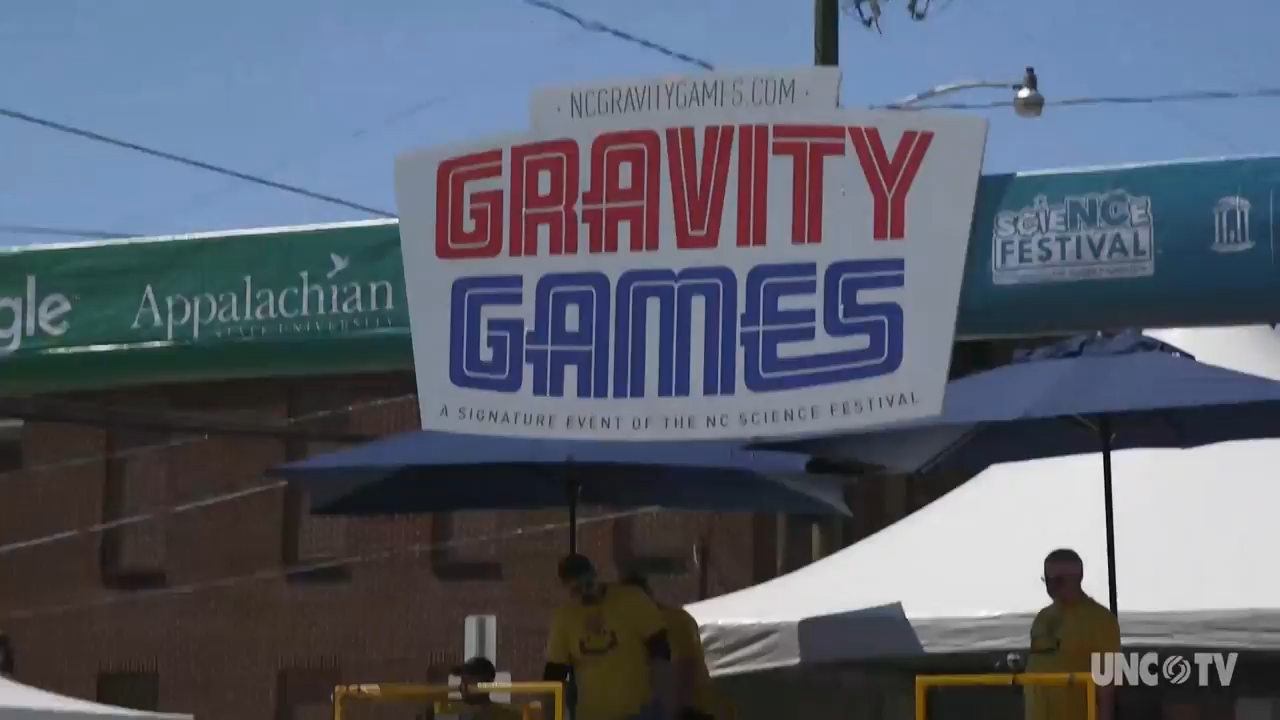 · NCGRAVITYGAMES.COM ·
GRAVITY
GAMES
A SIGNATURE EVENT OF THE NC SCIENCE FESTIVAL
gle
Appalachian
STATE UNIVERSITY
SCIENCE
FESTIVAL
UNC TV